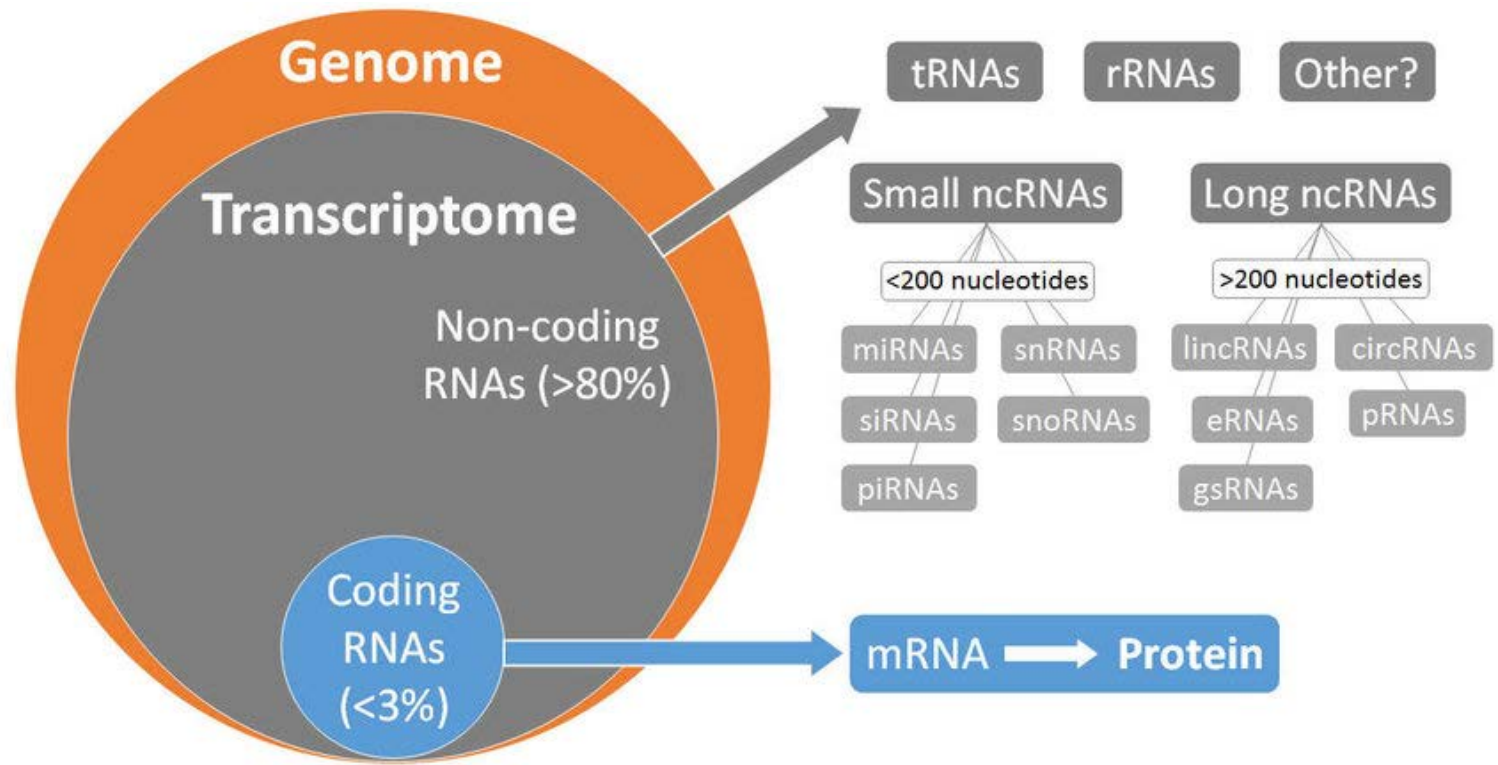 Genome
Transcriptome
Non-coding
RNAs (>80%)
Coding
RNAs
(<3%)
tRNAs rRNAs Other?
Small ncRNAs Long ncRNAs
<200 nucleotides >200 nucleotides
miRNAs snRNAs lincRNAs circRNAs
siRNAs snoRNAs eRNAs pRNAs
piRNAs gsRNAs
mRNA Protein